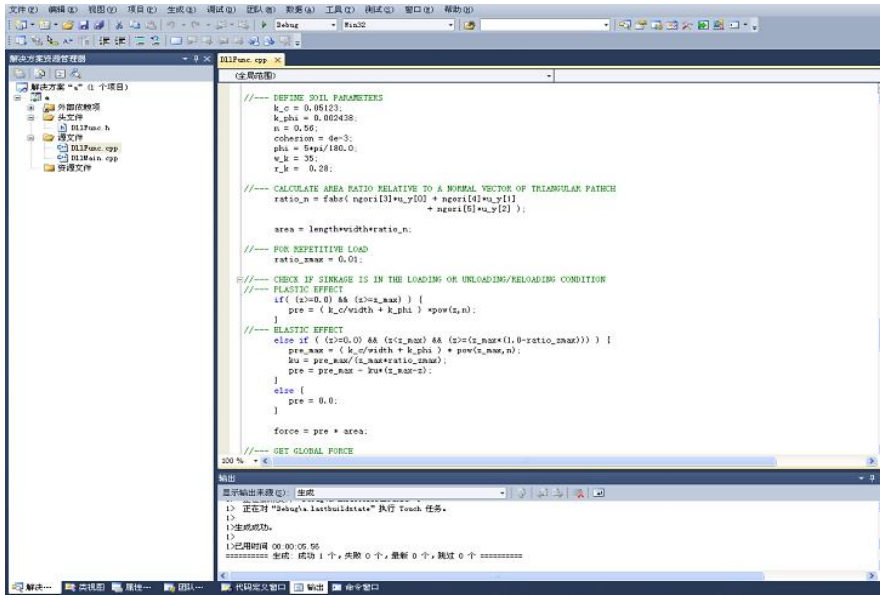 文件(F) 编辑(E) 视图(V) 项目(P) 生成(B) 调试(D) 团队(M) 数据(A) 工具(T) 测试(S) 窗口(W) 帮助(H)
Debug Win32
解决方案资源管理器
解决方案“a”(1 个项目)
a
外部依赖项
头文件
DllFunc.h
源文件
DllFunc.cpp
DllMain.cpp
资源文件
DllFunc.cpp
(全局范围)
//--- DEFINE SOIL PARAMETERS
k_c = 0.05123;
k_phi = 0.002438;
n = 0.56;
cohesion = 4e-3;
phi = 5*pi/180.0;
w_k = 35;
r_k = 0.28;
//--- CALCULATE AREA RATIO RELATIVE TO A NORMAL VECTOR OF TRIANGULAR PATHCH
ratio_n = fabs( ngori[3]*u_y[0] + ngori[4]*u_y[1]
+ ngori[5]*u_y[2] );
area = length*width*ratio_n;
//--- FOR REPETITIVE LOAD
ratio_zmax = 0.01;
//--- CHECK IF SINKAGE IS IN THE LOADING OR UNLOADING/RELOADING CONDITION
//--- PLASTIC EFFECT
if( (z>=0.0) && (z>=z_max) ) {
pre = ( k_c/width + k_phi ) *pow(z,n);
}
//--- ELASTIC EFFECT
else if ( (z>=0.0) && (z<z_max) && (z>=(z_max*(1.0-ratio_zmax))) ) {
pre_max = ( k_c/width + k_phi ) * pow(z_max,n);
ku = pre_max/(z_max*ratio_zmax);
pre = pre_max - ku*(z_max-z);
}
else {
pre = 0.0;
}
force = pre * area;
//--- GET GLOBAL FORCE
100 %
输出
显示输出来源(S): 生成
1> 正在对“Debug\a.lastbuildstate”执行 Touch 任务。
1>
1>生成成功。
1>
1>已用时间 00:00:05.56
========== 生成: 成功 1 个，失败 0 个，最新 0 个，跳过 0 个 ==========
解决… 类视图 属性… 团队… 代码定义窗口 输出 命令窗口